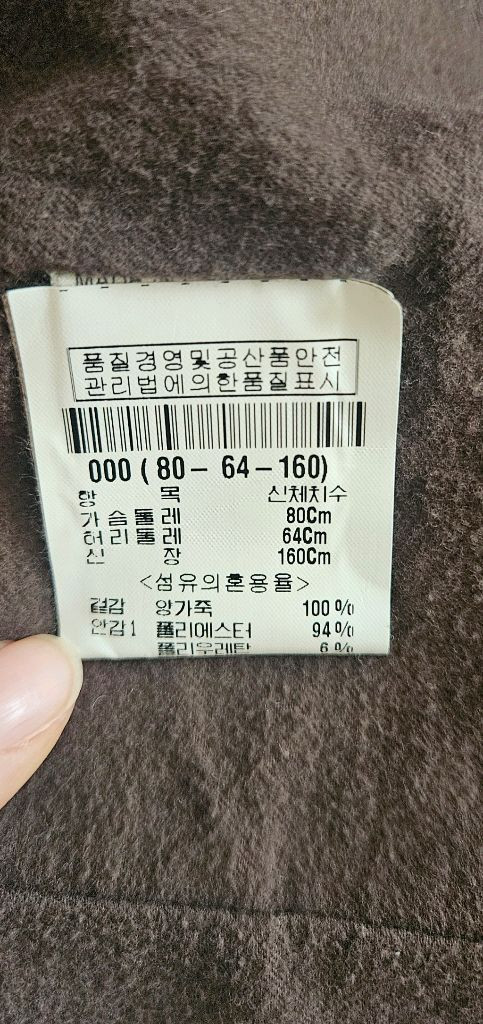 품질경영및공산품안전
관리법에의한품질표시
000 ( 80 - 64 - 160)
항 목 신체치수
가슴둘레 80Cm
허리둘레 64Cm
신 장 160Cm
<섬유의혼용율>
겉감 양가죽 100 %
안감1 폴리에스터 94 %
폴리우레탄 6 %